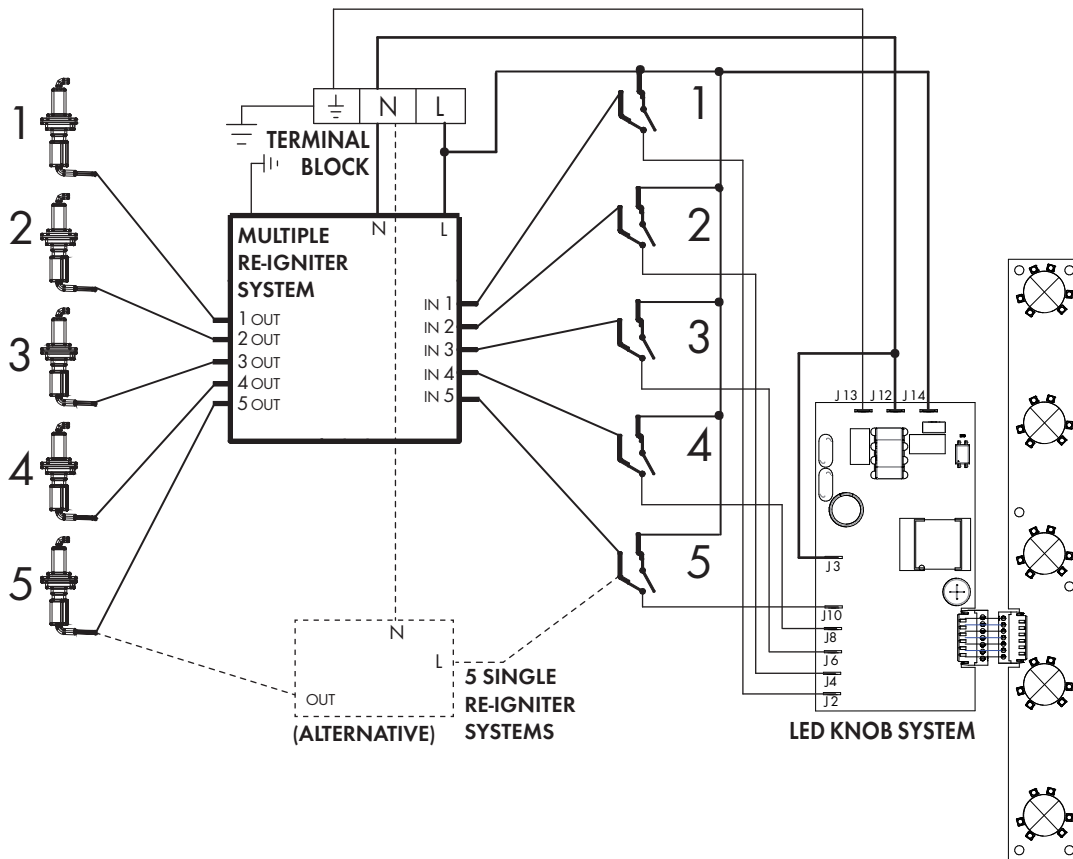 1
2
3
4
5
N L
TERMINAL
BLOCK
N L
MULTIPLE
RE-IGNITER
SYSTEM
1 OUT
2 OUT
3 OUT
4 OUT
5 OUT
IN 1
IN 2
IN 3
IN 4
IN 5
1
2
3
4
5
N
L
OUT
(ALTERNATIVE)
5 SINGLE
RE-IGNITER
SYSTEMS
J13 J12 J14
J3
J10
J8
J6
J4
J2
LED KNOB SYSTEM